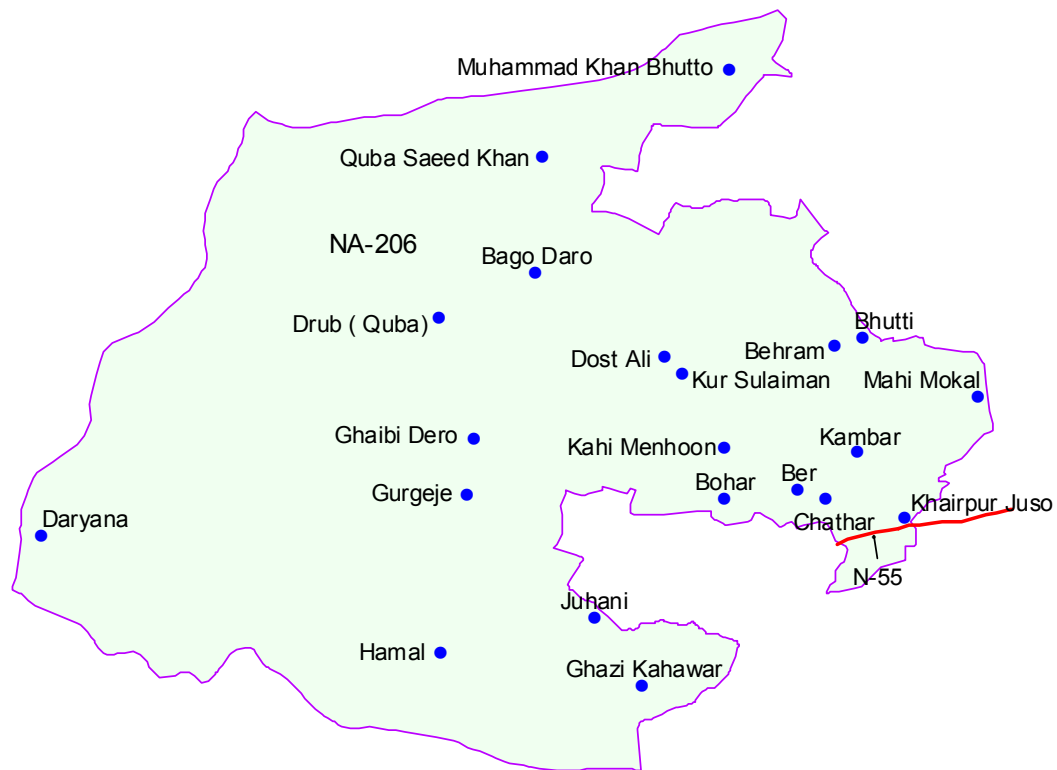 Muhammad Khan Bhutto
Quba Saeed Khan
NA-206
Bago Daro
Drub ( Quba)
Bhutti
Dost Ali
Behram
Kur Sulaiman
Mahi Mokal
Ghaibi Dero
Kahi Menhoon
Kambar
Gurgeje
Bohar
Ber
Daryana
Chathar
Khairpur Juso
N-55
Juhani
Hamal
Ghazi Kahawar